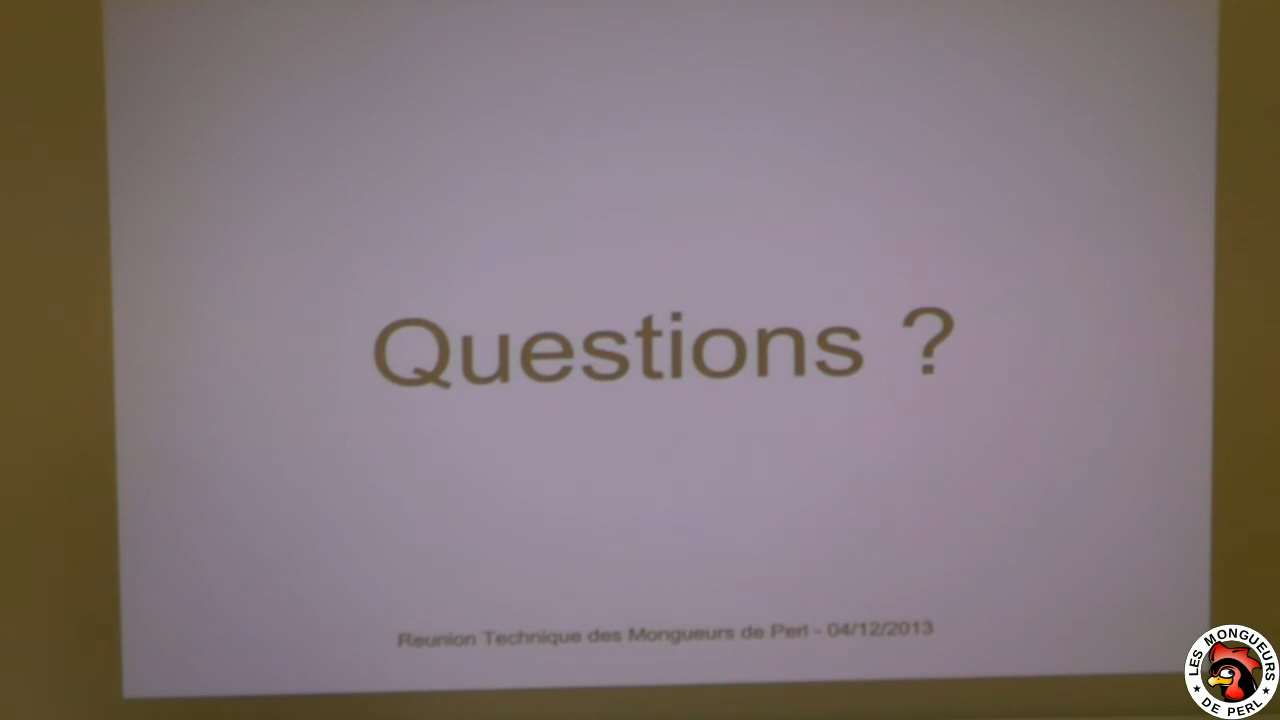 Questions ?
Reunion Technique des Mongueurs de Perl - 04/12/2013
LES MONGUEURS
★ DE PERL ★